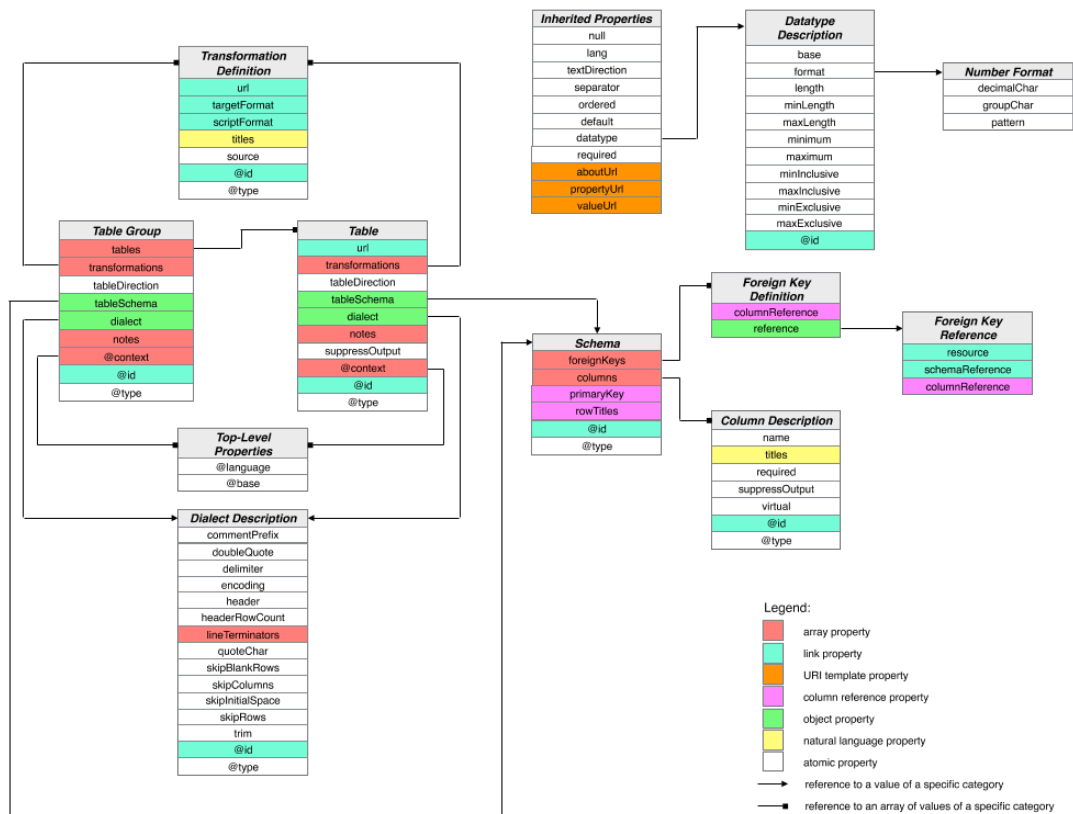 Transformation
Definition
url
targetFormat
scriptFormat
titles
source
@id
@type
Inherited Properties
null
lang
textDirection
separator
ordered
default
datatype
required
aboutUrl
propertyUrl
valueUrl
Datatype
Description
base
format
length
minLength
maxLength
minimum
maximum
minInclusive
maxInclusive
minExclusive
maxExclusive
@id
Number Format
decimalChar
groupChar
pattern
Table Group
tables
transformations
tableDirection
tableSchema
dialect
notes
@context
@id
@type
Table
url
transformations
tableDirection
tableSchema
dialect
notes
suppressOutput
@context
@id
@type
Foreign Key
Definition
columnReference
reference
Foreign Key
Reference
resource
schemaReference
columnReference
Schema
foreignKeys
columns
primaryKey
rowTitles
@id
@type
Column Description
name
titles
required
suppressOutput
virtual
@id
@type
Top-Level
Properties
@language
@base
Dialect Description
commentPrefix
doubleQuote
delimiter
encoding
header
headerRowCount
lineTerminators
quoteChar
skipBlankRows
skipColumns
skipInitialSpace
skipRows
trim
@id
@type
Legend:
array property
link property
URI template property
column reference property
object property
natural language property
atomic property
reference to a value of a specific category
reference to an array of values of a specific category